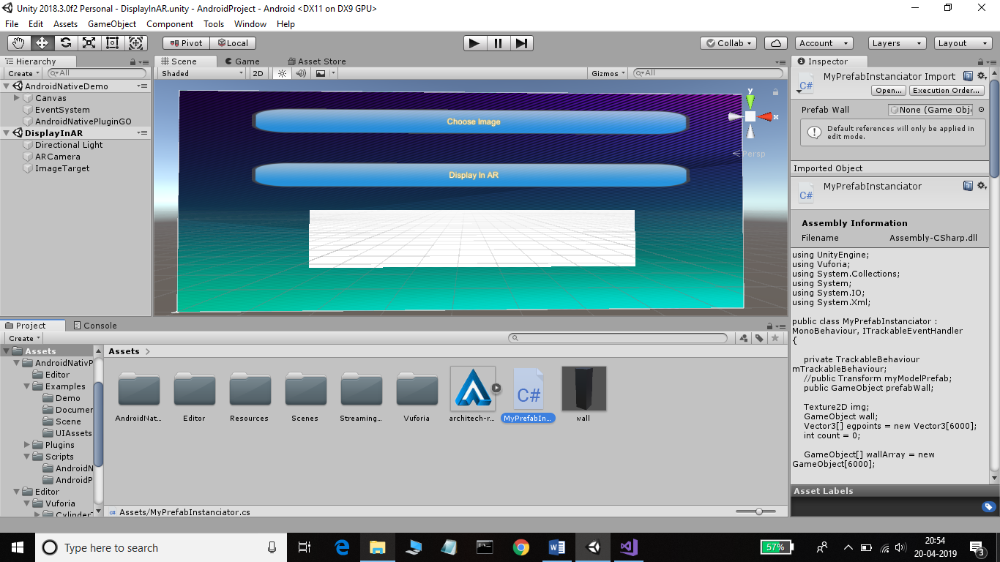 Unity 2018.3.0f2 Personal - DisplayInAR.unity - AndroidProject - Android <DX11 on DX9 GPU>
File Edit Assets GameObject Component Tools Window Help
Pivot Local Collab Account Layers Layout
Hierarchy
Create All
AndroidNativeDemo
Canvas
EventSystem
AndroidNativePluginGO
DisplayInAR
Directional Light
ARCamera
ImageTarget
Scene Game Asset Store
Shaded 2D Gizmos All
Choose Image
Display In AR
y
x
Persp
Inspector
MyPrefabInstanciator Import
C#
Open... Execution Order...
Prefab Wall None (Game Obj
Default references will only be applied in
edit mode.
Imported Object
MyPrefabInstanciator
C#
Assembly Information
Filename Assembly-CSharp.dll
using UnityEngine;
using Vuforia;
using System.Collections;
using System;
using System.IO;
using System.Xml;
public class MyPrefabInstanciator :
MonoBehaviour, ITrackableEventHandler
{
private TrackableBehaviour
mTrackableBehaviour;
//public Transform myModelPrefab;
public GameObject prefabWall;
Texture2D img;
GameObject wall;
Vector3[] egpoints = new Vector3[6000];
int count = 0;
GameObject[] wallArray = new
GameObject[6000];
Asset Labels
Project Console
Create
Assets
AndroidNativP
Editor
Examples
Demo
Documer
Scene
UIAssets
Plugins
Scripts
AndroidN
AndroidP
Editor
Vuforia
CylinderT
Assets
AndroidNat...
Editor
Resources
Scenes
Streaming...
Vuforia
architech-r...
C#
MyPrefabIn...
wall
C# Assets/MyPrefabInstanciator.cs
Type here to search
57%
20:54
20-04-2019
3